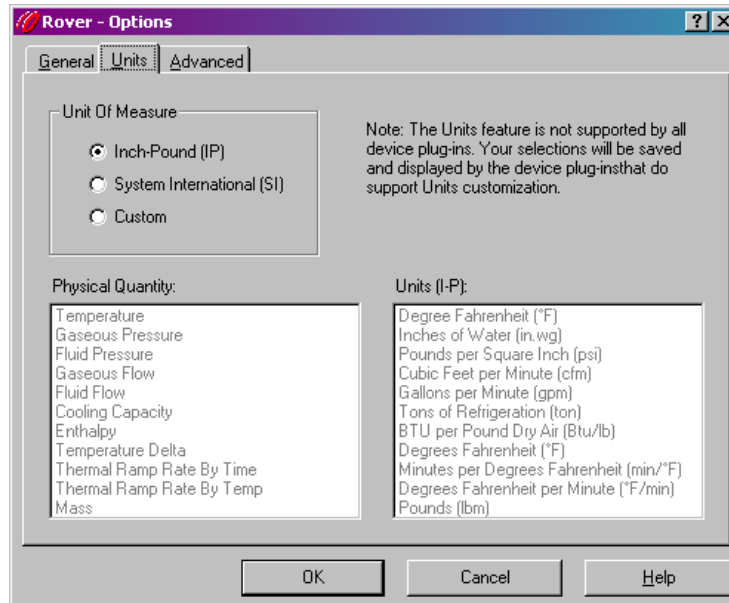 Rover - Options
General Units Advanced
Unit Of Measure
Inch-Pound (IP)
System International (SI)
Custom
Note: The Units feature is not supported by all
device plug-ins. Your selections will be saved
and displayed by the device plug-insthat do
support Units customization.
Physical Quantity:
Temperature
Gaseous Pressure
Fluid Pressure
Gaseous Flow
Fluid Flow
Cooling Capacity
Enthalpy
Temperature Delta
Thermal Ramp Rate By Time
Thermal Ramp Rate By Temp
Mass
Units (I-P):
Degree Fahrenheit (°F)
Inches of Water (in.wg)
Pounds per Square Inch (psi)
Cubic Feet per Minute (cfm)
Gallons per Minute (gpm)
Tons of Refrigeration (ton)
BTU per Pound Dry Air (Btu/lb)
Degrees Fahrenheit (°F)
Minutes per Degrees Fahrenheit (min/°F)
Degrees Fahrenheit per Minute (°F/min)
Pounds (lbm)
OK Cancel Help